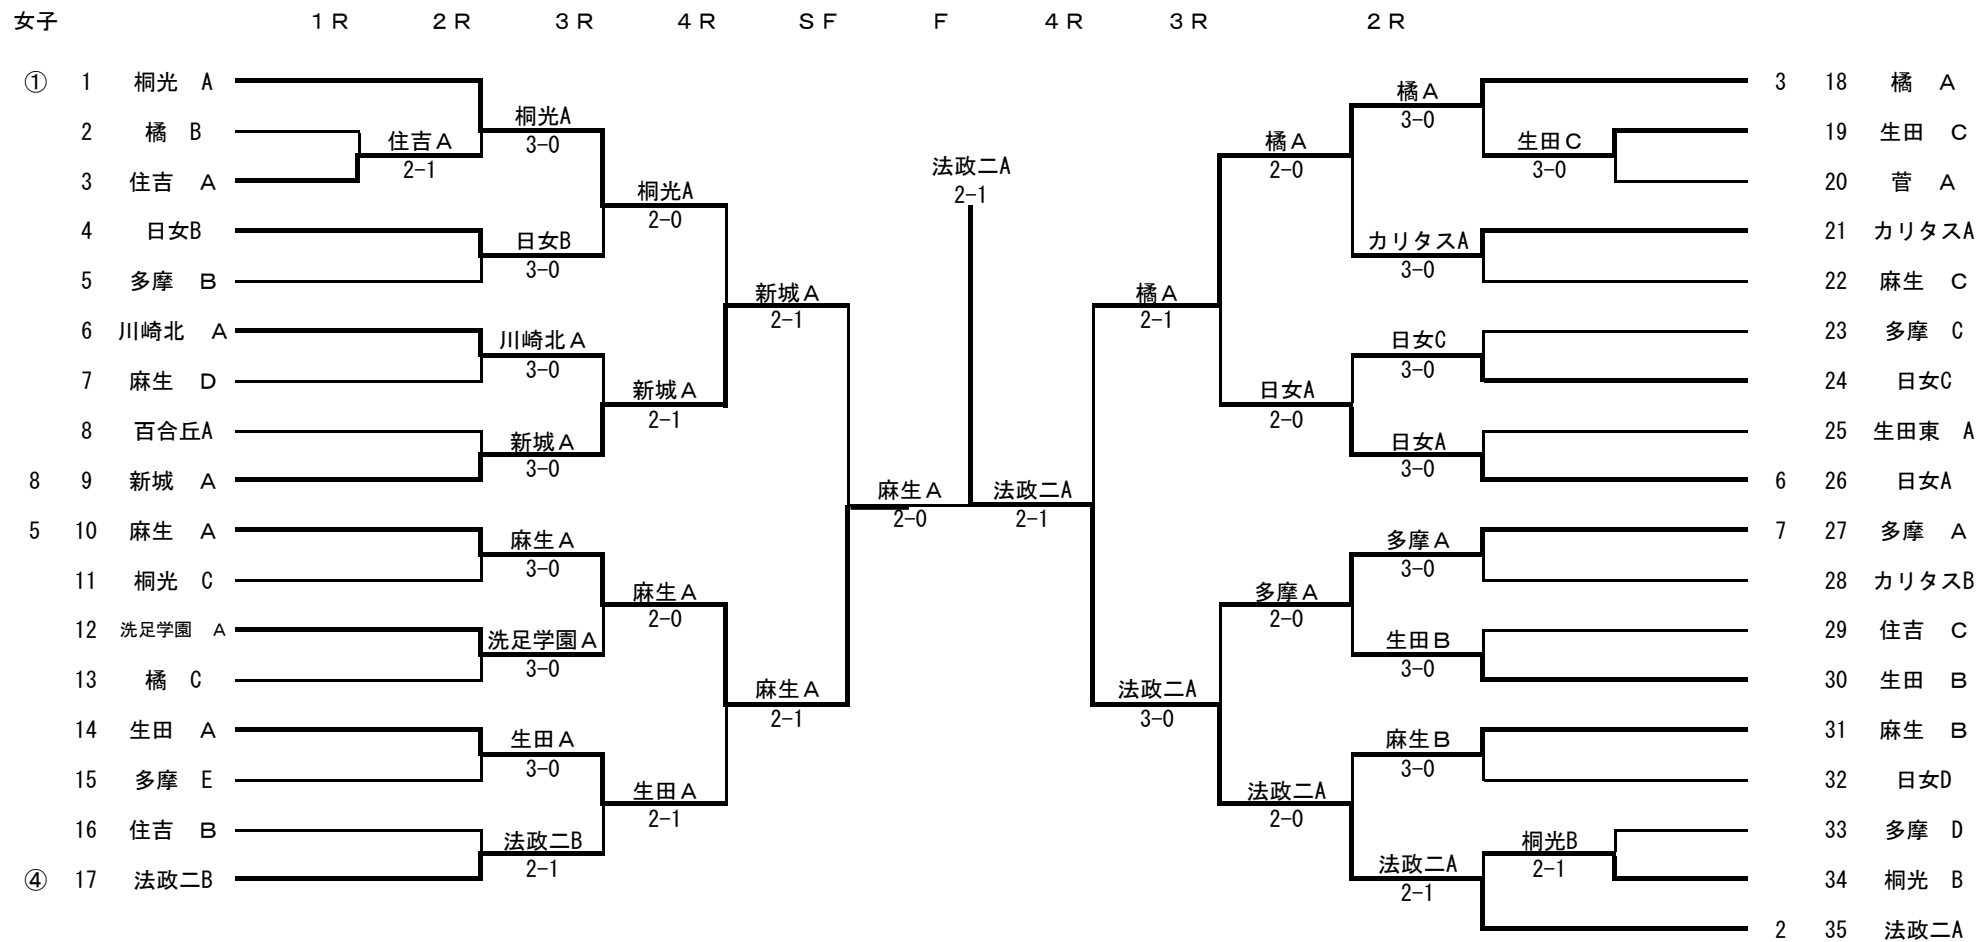 女子 １Ｒ ２Ｒ ３Ｒ ４Ｒ ＳＦ Ｆ ４Ｒ ３Ｒ ２Ｒ
① 1 桐光　A
2 橘　B
3 住吉　Ａ
4 日女B
5 多摩　Ｂ
6 川崎北　Ａ
7 麻生　Ｄ
8 百合丘A
8 9 新城　Ａ
5 10 麻生　Ａ
11 桐光　C
12 洗足学園　Ａ
13 橘　C
14 生田　Ａ
15 多摩　E
16 住吉　Ｂ
④ 17 法政二B
住吉Ａ
2-1
桐光A
3-0
日女B
3-0
川崎北Ａ
3-0
新城Ａ
3-0
麻生Ａ
3-0
洗足学園Ａ
3-0
生田Ａ
3-0
法政二B
2-1
桐光A
2-0
新城Ａ
2-1
麻生Ａ
2-0
生田Ａ
2-1
新城Ａ
2-1
麻生Ａ
2-1
麻生Ａ
2-0
法政二A
2-1
法政二A
2-1
橘Ａ
2-1
法政二A
3-0
橘Ａ
2-0
日女A
2-0
多摩Ａ
2-0
法政二A
2-0
橘Ａ
3-0
カリタスA
3-0
日女C
3-0
日女A
3-0
多摩Ａ
3-0
生田Ｂ
3-0
麻生Ｂ
3-0
法政二A
2-1
生田Ｃ
3-0
桐光B
2-1
3 18 橘　Ａ
19 生田　Ｃ
20 菅　Ａ
21 カリタスA
22 麻生　Ｃ
23 多摩　C
24 日女C
25 生田東　A
6 26 日女A
7 27 多摩　Ａ
28 カリタスB
29 住吉　Ｃ
30 生田　Ｂ
31 麻生　Ｂ
32 日女D
33 多摩　D
34 桐光　B
2 35 法政二A